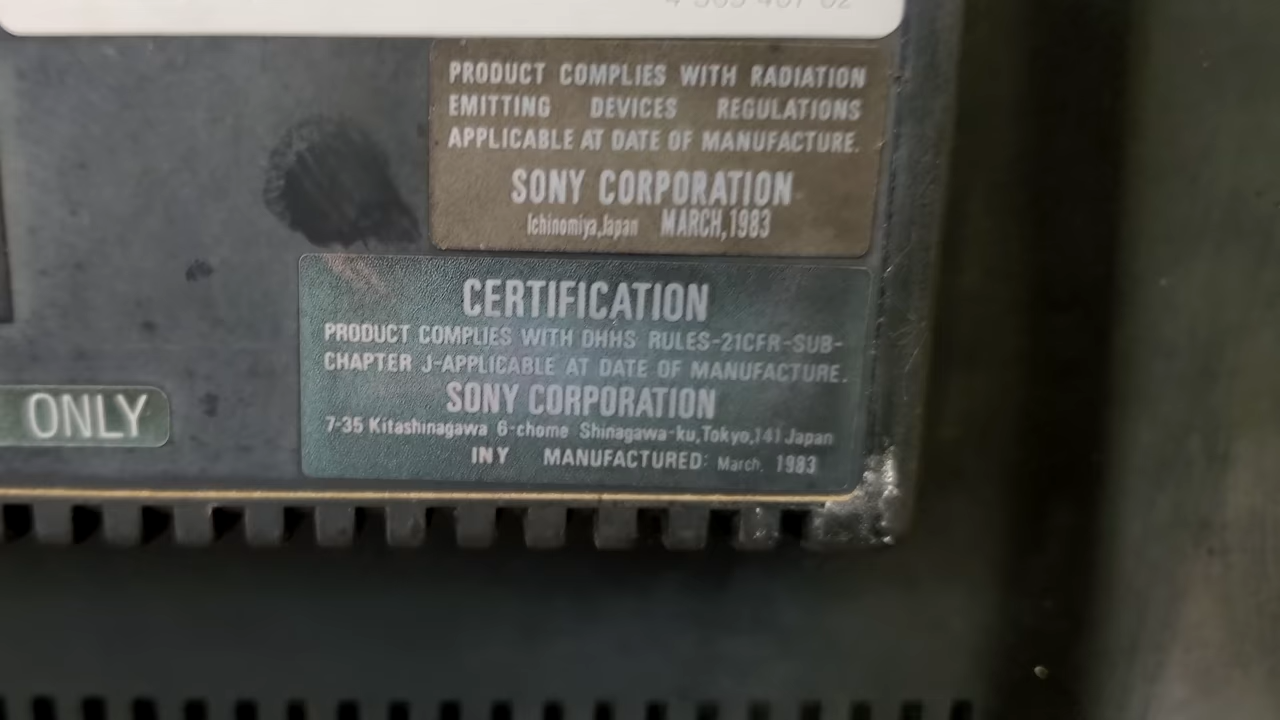 PRODUCT COMPLIES WITH RADIATION
EMITTING DEVICES REGULATIONS
APPLICABLE AT DATE OF MANUFACTURE.
SONY CORPORATION
Ichinomiya,Japan MARCH,1983
CERTIFICATION
PRODUCT COMPLIES WITH DHHS RULES-21CFR-SUB-
CHAPTER J-APPLICABLE AT DATE OF MANUFACTURE.
SONY CORPORATION
7-35 Kitashinagawa 6-chome Shinagawa-ku,Tokyo,141 Japan
INY MANUFACTURED: March, 1983
ONLY